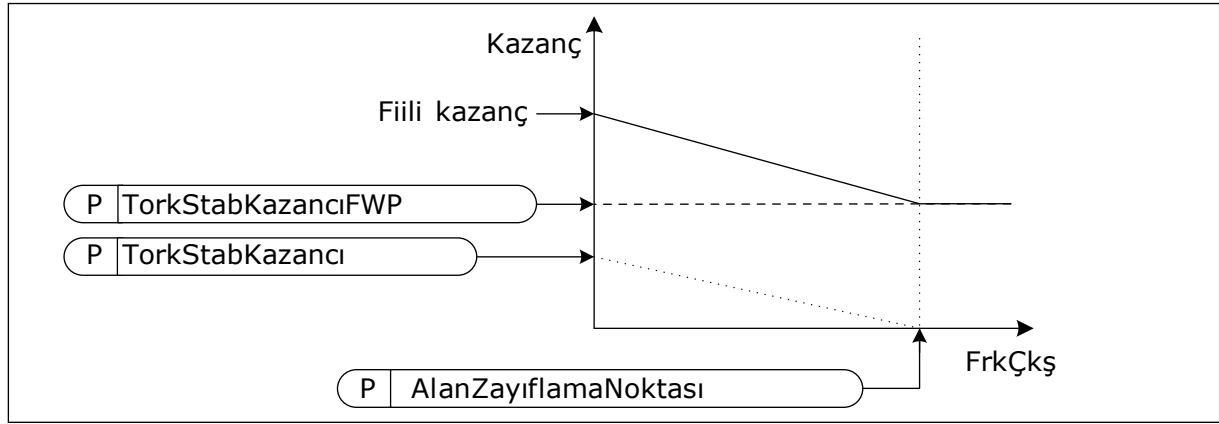 Kazanç
Fiili kazanç
P TorkStabKazancıFWP
P TorkStabKazancı
FrkÇkş
P AlanZayıflamaNoktası